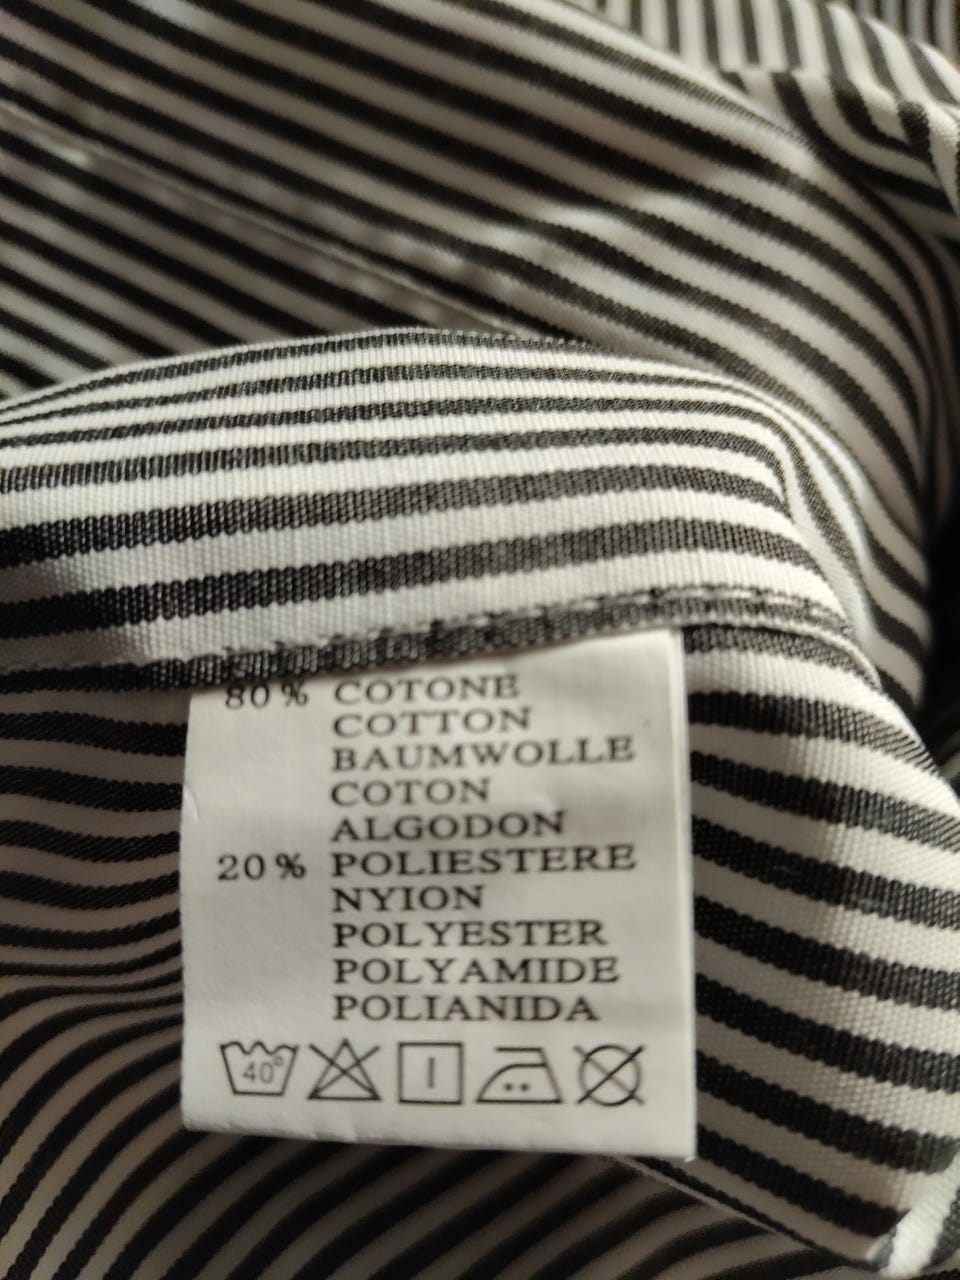 80% COTONE
COTTON
BAUMWOLLE
COTON
ALGODON
20% POLIESTERE
NYION
POLYESTER
POLYAMIDE
POLIANIDA
40°